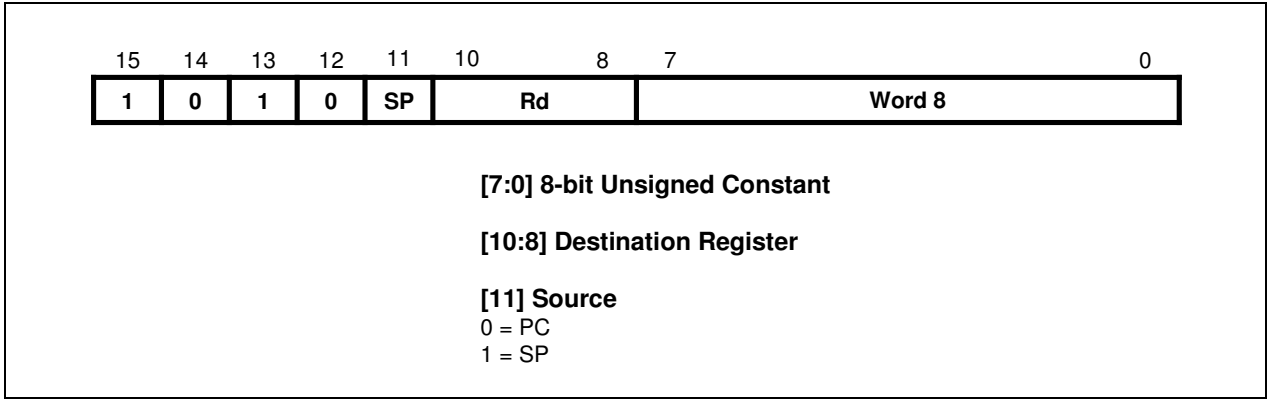 15 14 13 12 11 10 8 7 0
1 0 1 0 SP Rd Word 8
[7:0] 8-bit Unsigned Constant
[10:8] Destination Register
[11] Source
0 = PC
1 = SP